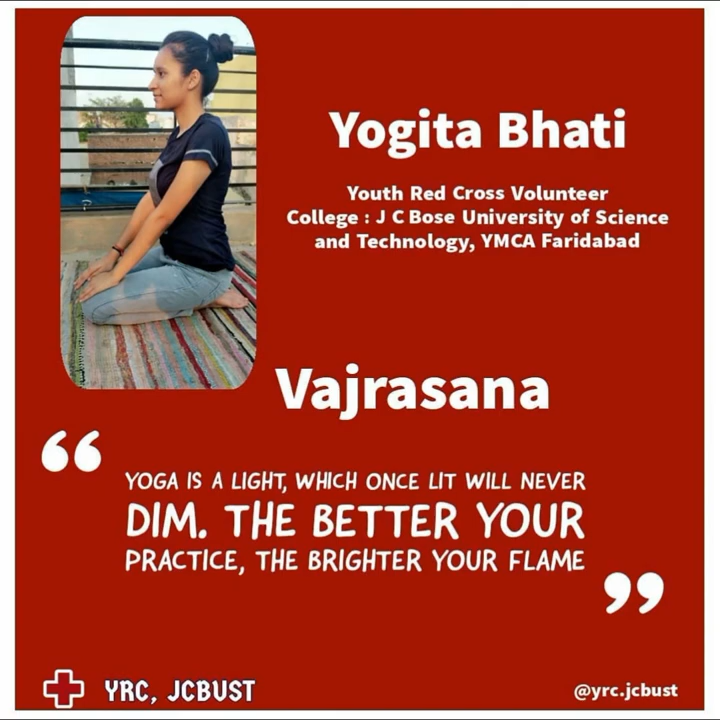 Yogita Bhati
Youth Red Cross Volunteer
College : J C Bose University of Science
and Technology, YMCA Faridabad
Vajrasana
“
YOGA IS A LIGHT, WHICH ONCE LIT WILL NEVER
DIM. THE BETTER YOUR
PRACTICE, THE BRIGHTER YOUR FLAME
”
YRC, JCBUST
@yrc.jcbust